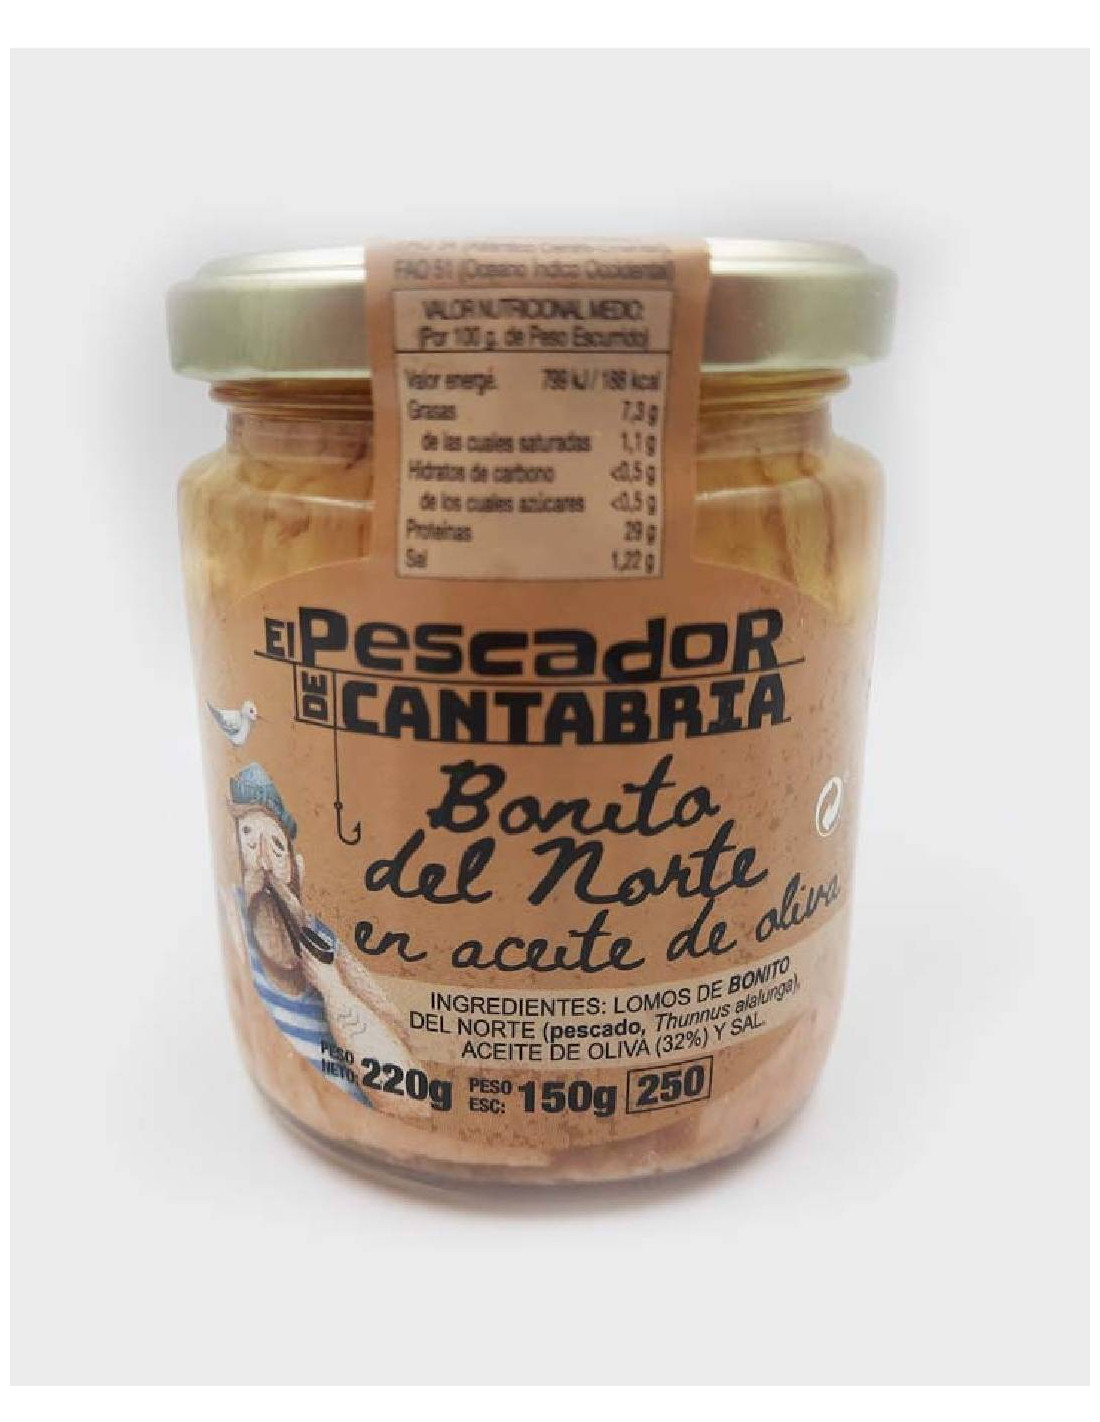 FAO 51 (Oceano Indico Occidental)
VALOR NUTRICIONAL MEDIO:
(Por 100 g. de Peso Escurrido)
Valor energé. 799 kJ / 188 kcal
Grasas 7,3 g
de las cuales saturadas 1,1 g
Hidratos de carbono <0,5 g
de los cuales azúcares <0,5 g
Proteínas 29 g
Sal 1,22 g
El Pescador
DE CANTABRIA
Bonito
del Norte
en aceite de oliva
INGREDIENTES: LOMOS DE BONITO
DEL NORTE (pescado, Thunnus alalunga),
ACEITE DE OLIVA (32%) Y SAL.
PESO NETO: 220g PESO ESC: 150g 250